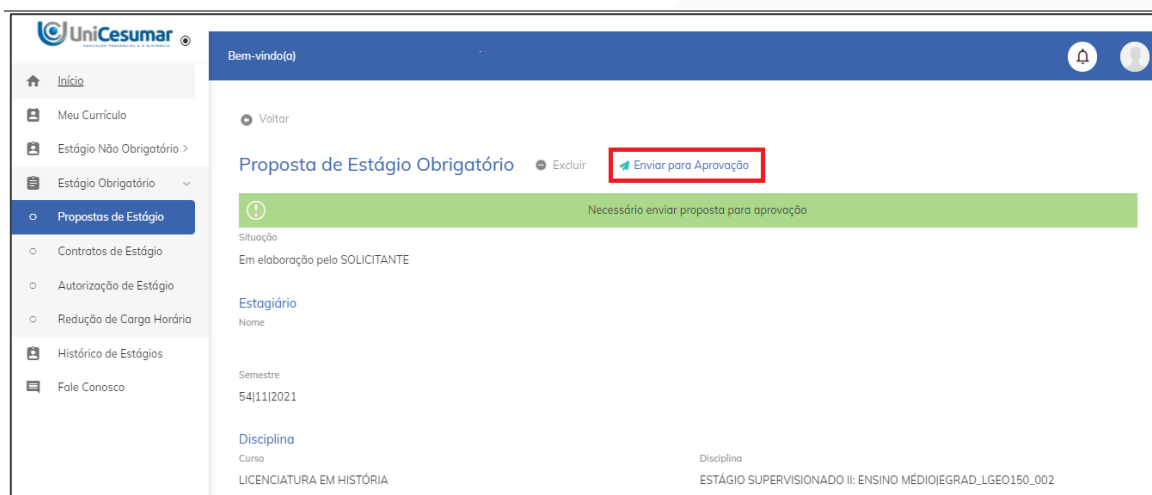 UniCesumar
EDUCAÇÃO PRESENCIAL E A DISTÂNCIA
Bem-vindo(a)
Início
Meu Currículo
Estágio Não Obrigatório >
Estágio Obrigatório
Propostas de Estágio
Contratos de Estágio
Autorização de Estágio
Redução de Carga Horária
Histórico de Estágios
Fale Conosco
Voltar
Proposta de Estágio Obrigatório Excluir Enviar para Aprovação
Necessário enviar proposta para aprovação
Situação
Em elaboração pelo SOLICITANTE
Estagiário
Nome
Semestre
54|11|2021
Disciplina
Curso
LICENCIATURA EM HISTÓRIA
Disciplina
ESTÁGIO SUPERVISIONADO II: ENSINO MÉDIO|EGRAD_LGEO150_002